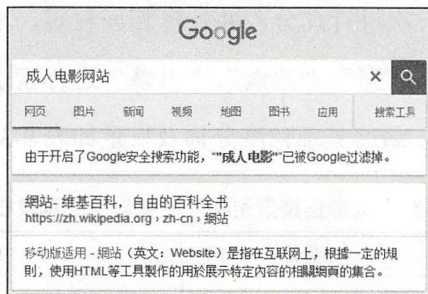 Google
成人电影网站
网页 图片 新闻 视频 地图 图书 应用 搜索工具
由于开启了Google安全搜索功能，“"成人电影"”已被Google过滤掉。
網站- 维基百科，自由的百科全书
https://zh.wikipedia.org › zh-cn › 網站
移动版适用 - 網站（英文：Website）是指在互联网上，根據一定的規
則，使用HTML等工具製作的用於展示特定內容的相關網頁的集合。